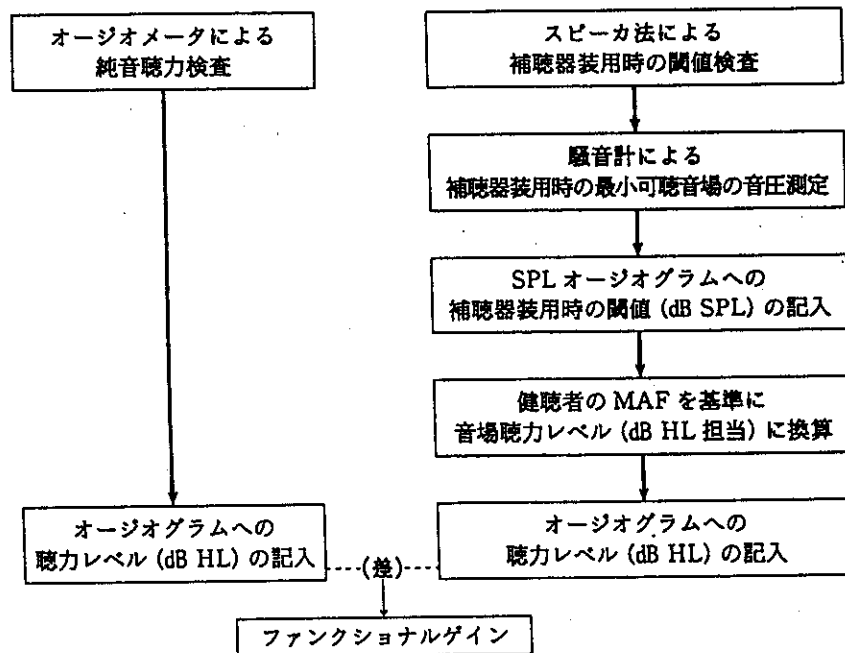 オージオメータによる
純音聴力検査
スピーカ法による
補聴器装用時の閾値検査
騒音計による
補聴器装用時の最小可聴音場の音圧測定
SPL オージオグラムへの
補聴器装用時の閾値 (dB SPL) の記入
健聴者の MAF を基準に
音場聴力レベル (dB HL 担当) に換算
オージオグラムへの
聴力レベル (dB HL) の記入
(差)
オージオグラムへの
聴力レベル (dB HL) の記入
ファンクショナルゲイン